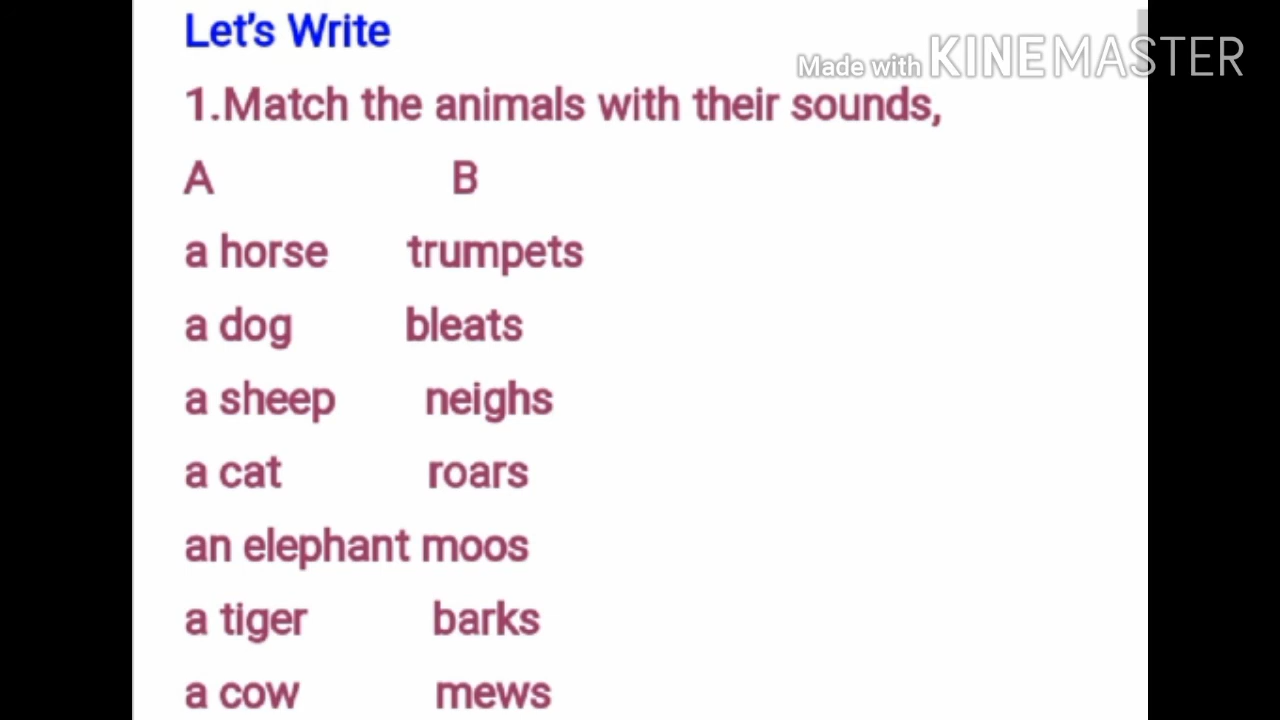 Let's Write
Made with KINEMASTER
1.Match the animals with their sounds,
A B
a horse trumpets
a dog bleats
a sheep neighs
a cat roars
an elephant moos
a tiger barks
a cow mews